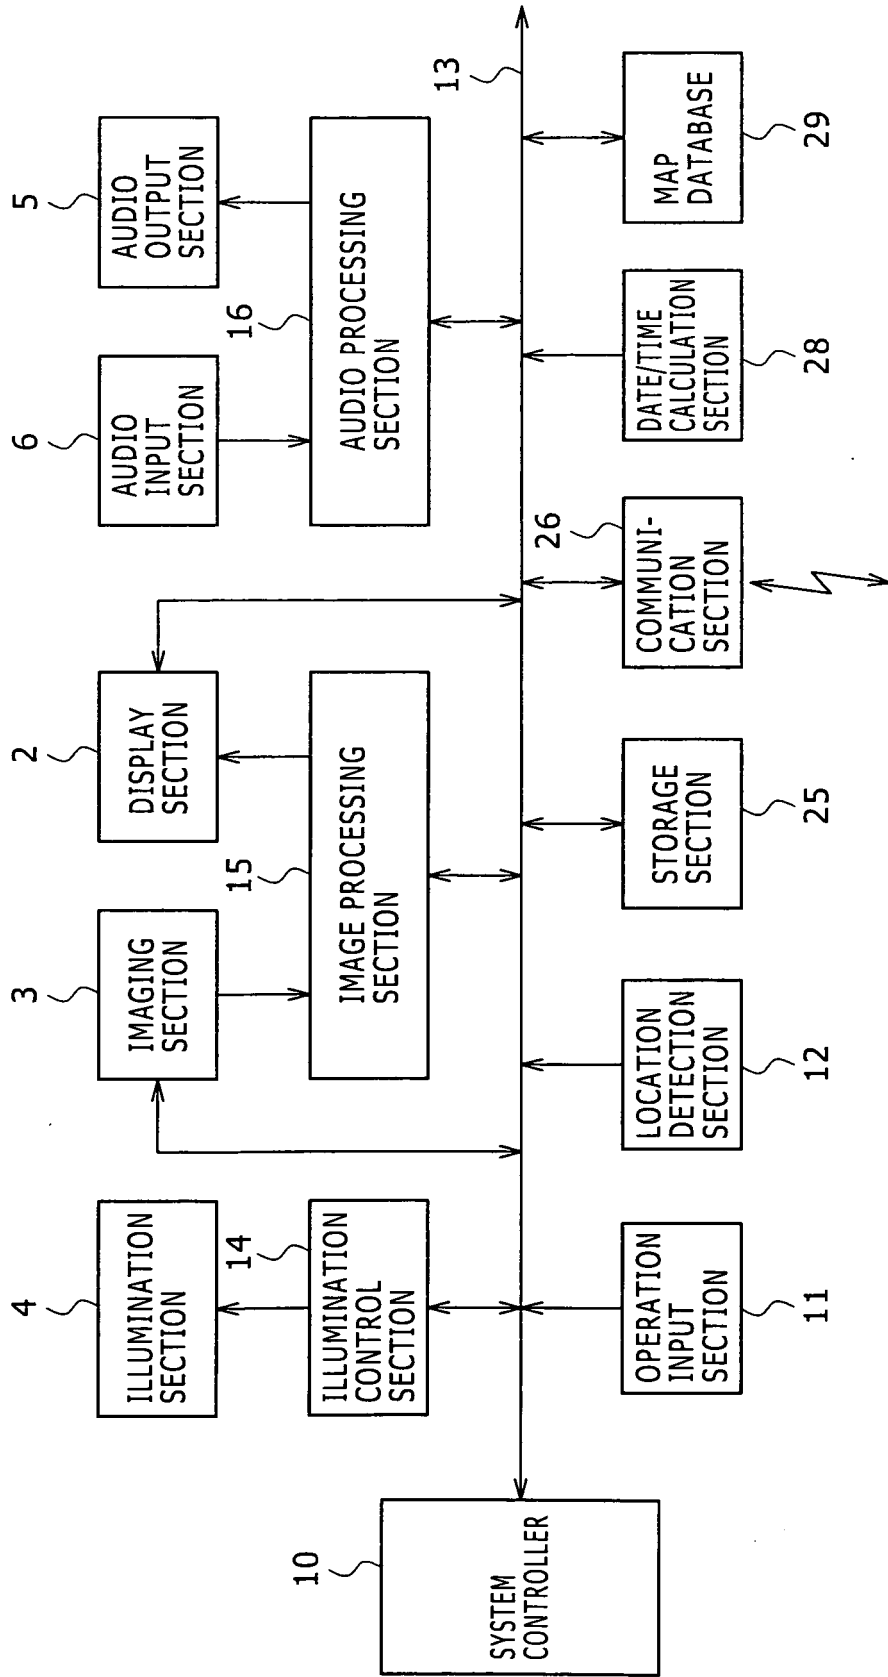 10
SYSTEM
CONTROLLER
4
ILLUMINATION
SECTION
14
ILLUMINATION
CONTROL
SECTION
3
IMAGING
SECTION
2
DISPLAY
SECTION
15
IMAGE PROCESSING
SECTION
6
AUDIO
INPUT
SECTION
5
AUDIO
OUTPUT
SECTION
16
AUDIO PROCESSING
SECTION
13
OPERATION
INPUT
SECTION
11
LOCATION
DETECTION
SECTION
12
STORAGE
SECTION
25
26
COMMUNI-
CATION
SECTION
DATE/TIME
CALCULATION
SECTION
28
MAP
DATABASE
29